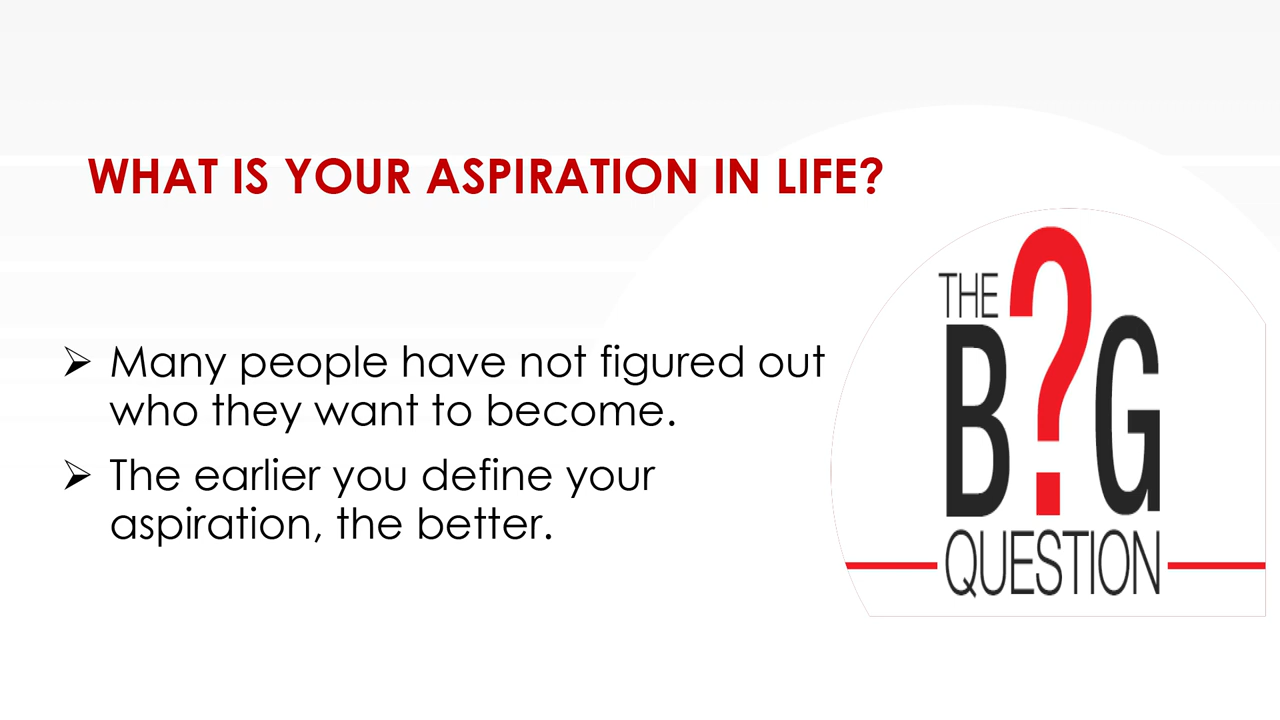 WHAT IS YOUR ASPIRATION IN LIFE?
Many people have not figured out
who they want to become.
The earlier you define your
aspiration, the better.
THE
B?G
QUESTION